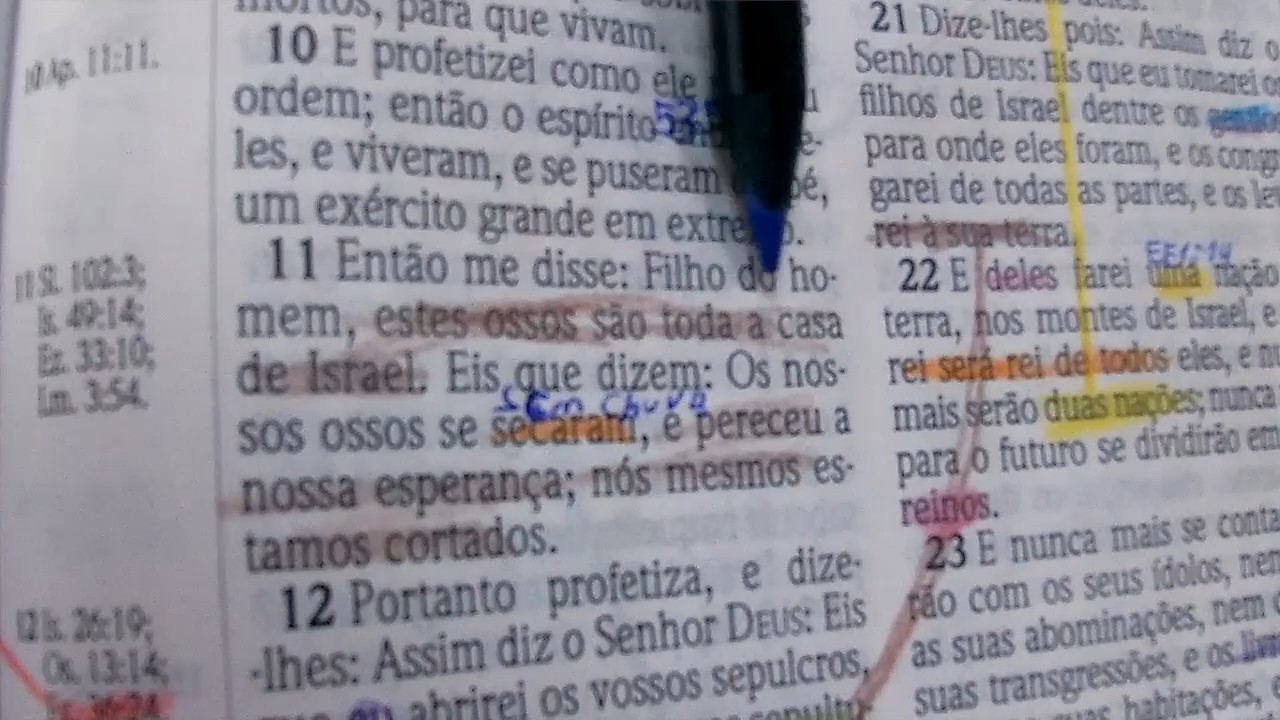 mortos, para que vivam.
10 E profetizei como ele
ordem; então o espírito
les, e viveram, e se puseram
um exército grande em
11 Então me disse: Filho do ho-
mem, estes ossos são toda a casa
de Israel. Eis que dizem: Os nos-
sem chuva
sos ossos se secaram, e pereceu a
nossa esperança; nós mesmos es-
tamos cortados.
12 Portanto profetiza, e dize-
-lhes: Assim diz o Senhor DEUS: Eis
abrirei os vossos sepulcros,
10 Ap. 11:11.
11 Sl. 102:3;
Is. 49:14;
Ez. 33:10;
Lm. 3:54.
12 Is. 26:19;
Os. 13:14;
21 Dize-lhes pois: Assim diz o
Senhor DEUS: Eis que eu tomarei os
filhos de Israel dentre os
para onde eles foram, e os congre
garei de todas as partes, e os
rei à sua terra.
22 E deles farei uma nação
terra, nos montes de Israel, e
rei será rei de todos eles, e
mais serão duas nações; nunca
para o futuro se dividirão em
reinos.
23 E nunca mais se
rão com os seus ídolos, nem
as suas abominações, nem
suas transgressões, e os
habitações,